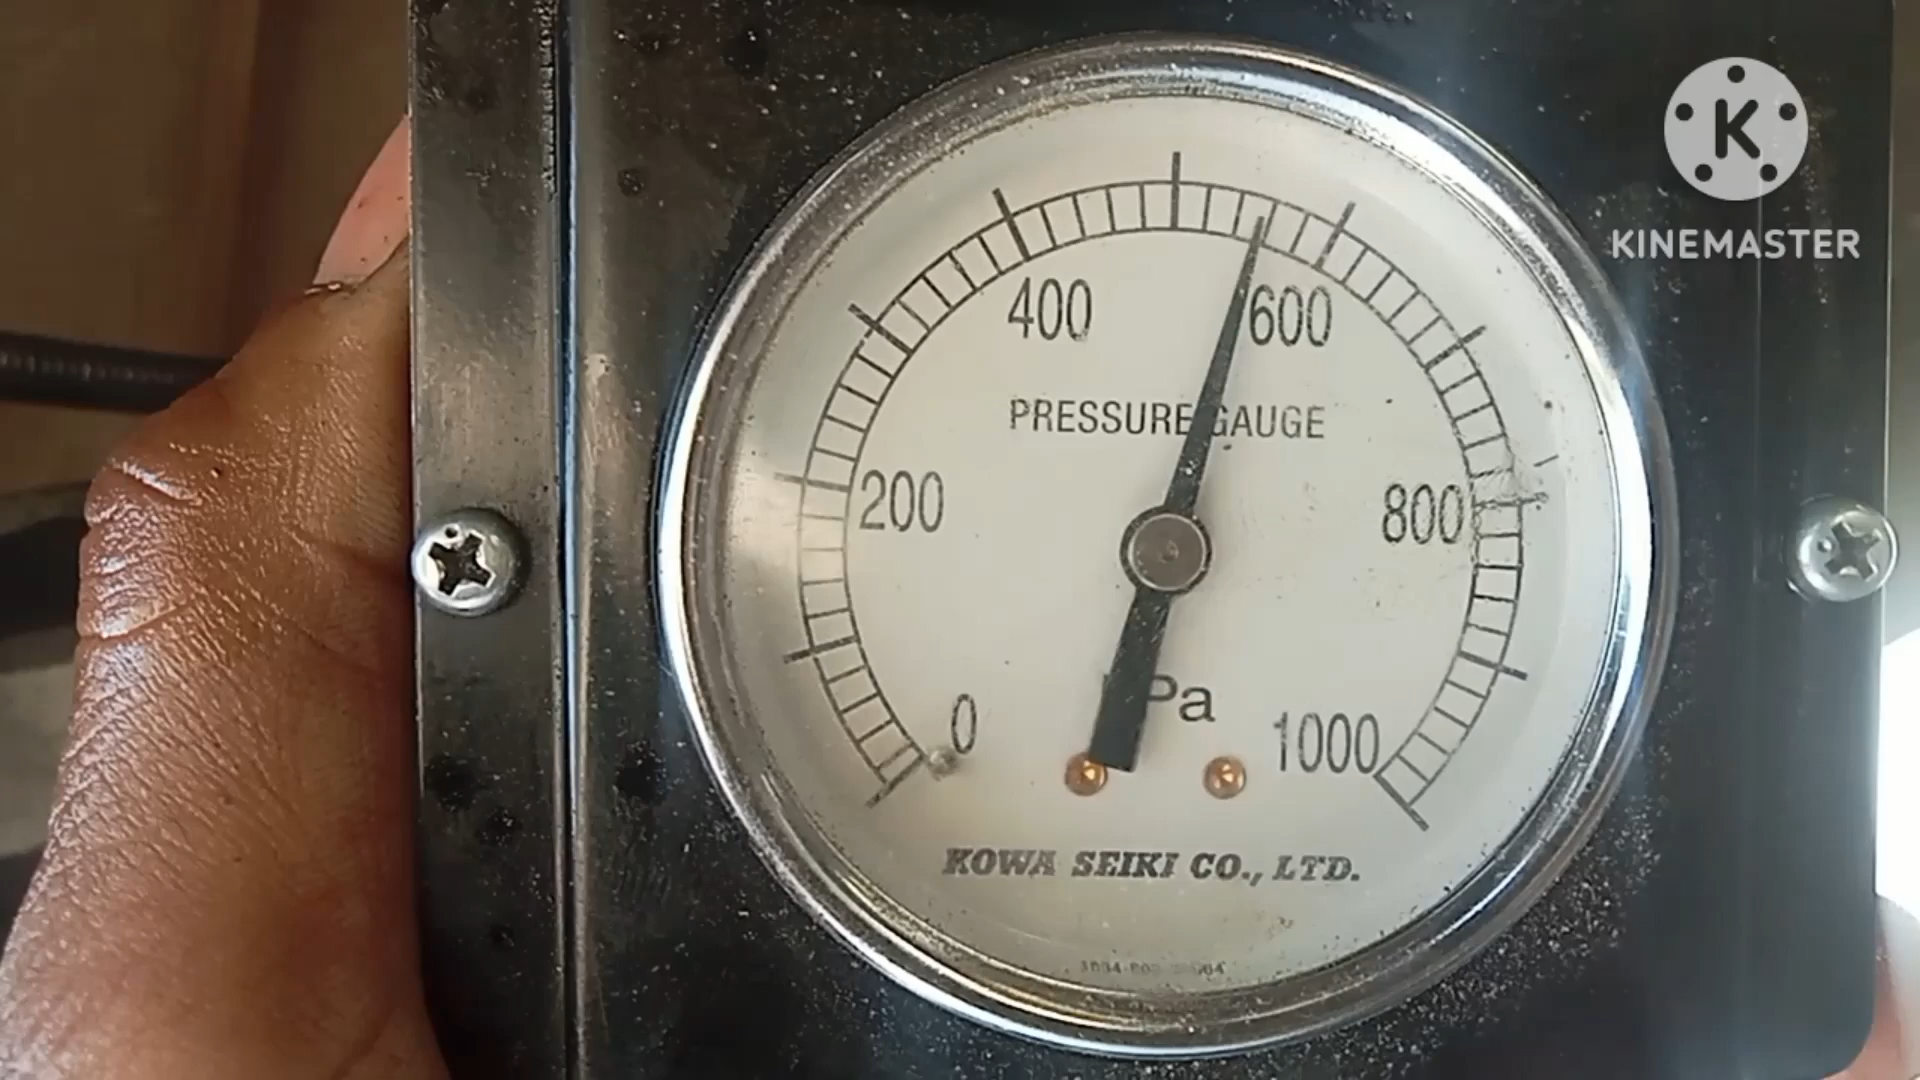 K
KINEMASTER
400
600
PRESSURE GAUGE
200
800
Pa
0
1000
KOWA SEIKI CO., LTD.